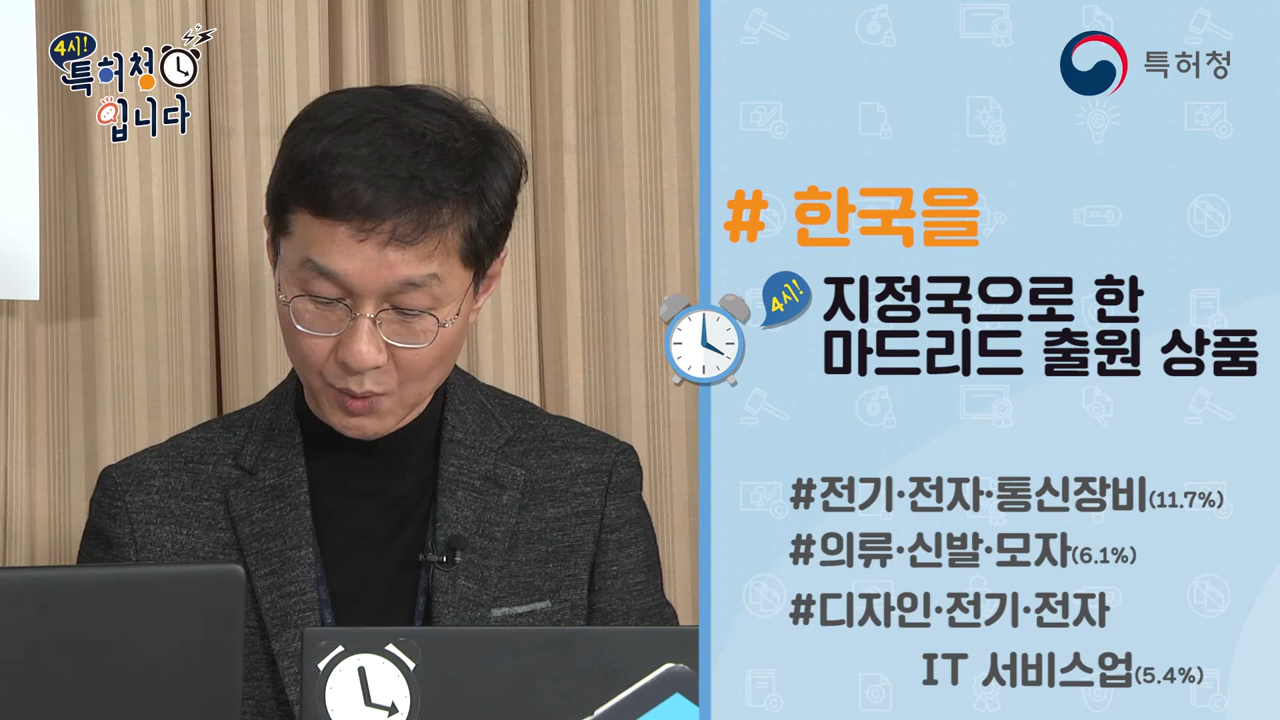 4시!
특허청
입니다
특허청
# 한국을
4시!
지정국으로 한
마드리드 출원 상품
#전기·전자·통신장비(11.7%)
#의류·신발·모자(6.1%)
#디자인·전기·전자
IT 서비스업(5.4%)